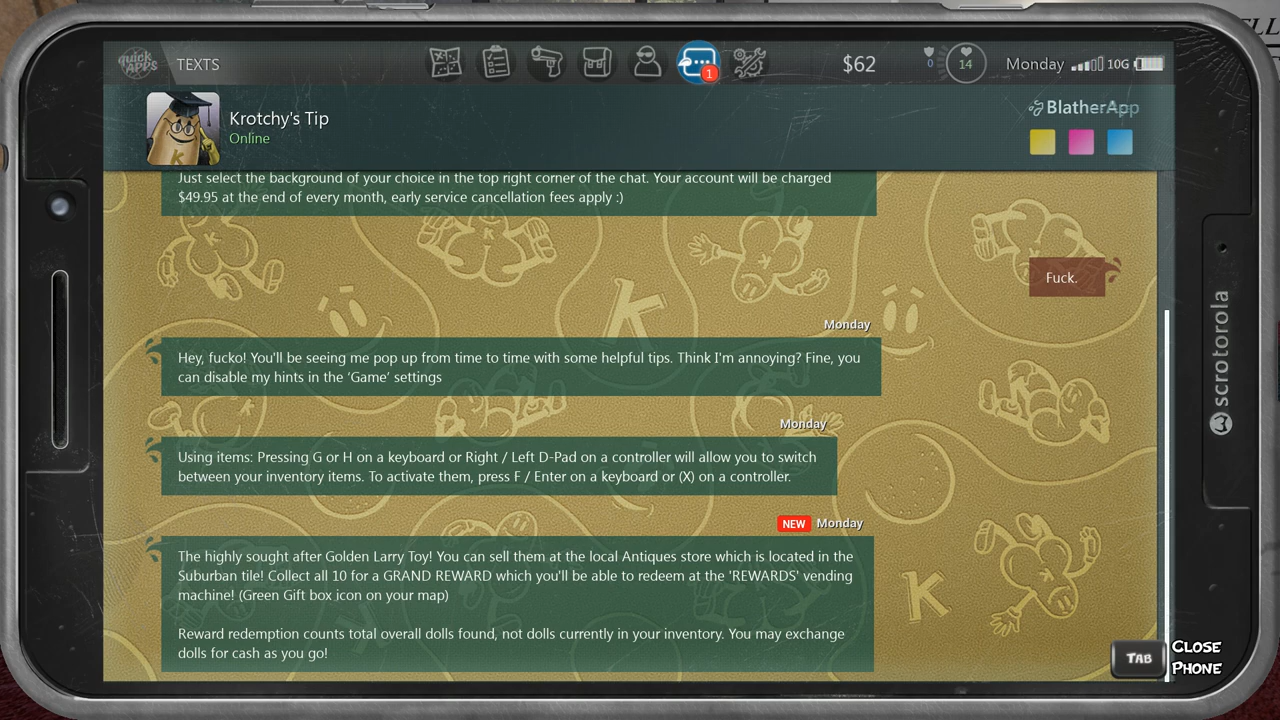 Quick
APPS
TEXTS
1
$62
0
14
Monday
10G
Krotchy's Tip
Online
BlatherApp
Just select the background of your choice in the top right corner of the chat. Your account will be charged
$49.95 at the end of every month, early service cancellation fees apply :)
Fuck.
Monday
Hey, fucko! You'll be seeing me pop up from time to time with some helpful tips. Think I'm annoying? Fine, you
can disable my hints in the ‘Game’ settings
Monday
Using items: Pressing G or H on a keyboard or Right / Left D-Pad on a controller will allow you to switch
between your inventory items. To activate them, press F / Enter on a keyboard or (X) on a controller.
NEW Monday
The highly sought after Golden Larry Toy! You can sell them at the local Antiques store which is located in the
Suburban tile! Collect all 10 for a GRAND REWARD which you'll be able to redeem at the 'REWARDS' vending
machine! (Green Gift box icon on your map)
Reward redemption counts total overall dolls found, not dolls currently in your inventory. You may exchange
dolls for cash as you go!
K
K
scrotorola
TAB
CLOSE
PHONE